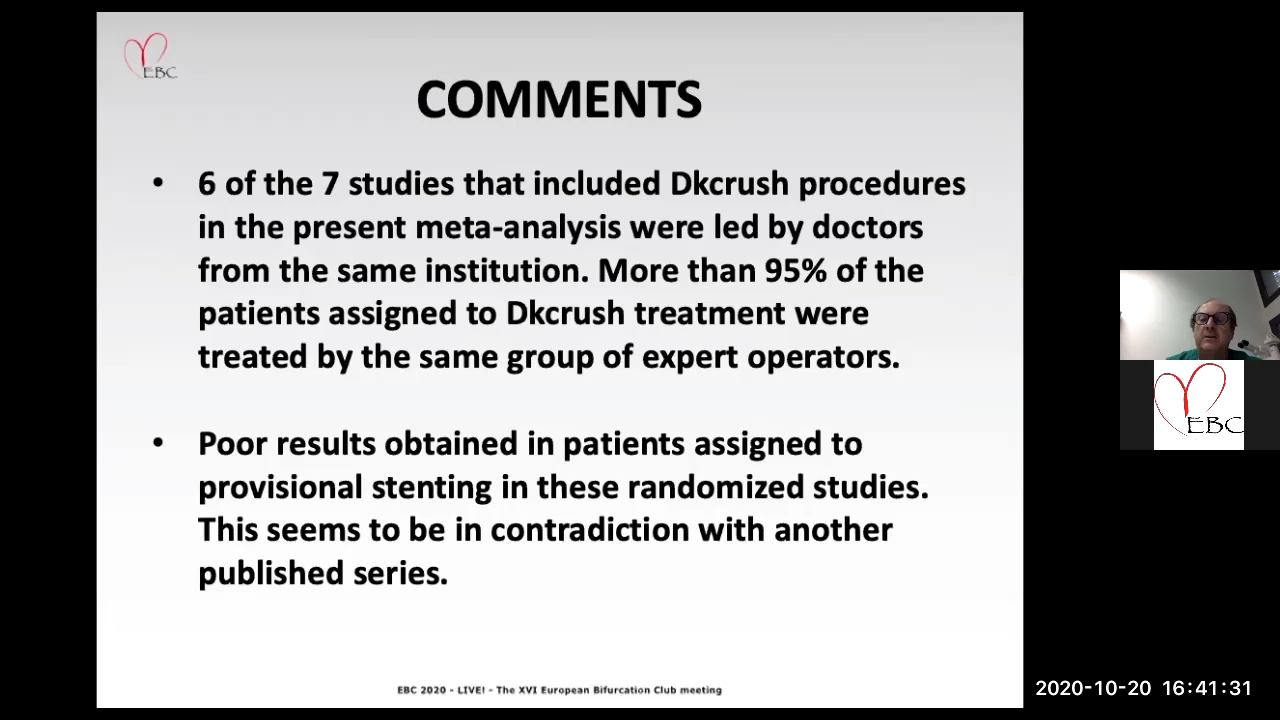 EBC
COMMENTS
• 6 of the 7 studies that included Dkcrush procedures
in the present meta-analysis were led by doctors
from the same institution. More than 95% of the
patients assigned to Dkcrush treatment were
treated by the same group of expert operators.
• Poor results obtained in patients assigned to
provisional stenting in these randomized studies.
This seems to be in contradiction with another
published series.
EBC 2020 - LIVE! - The XVI European Bifurcation Club meeting
EBC
2020-10-20 16:41:31